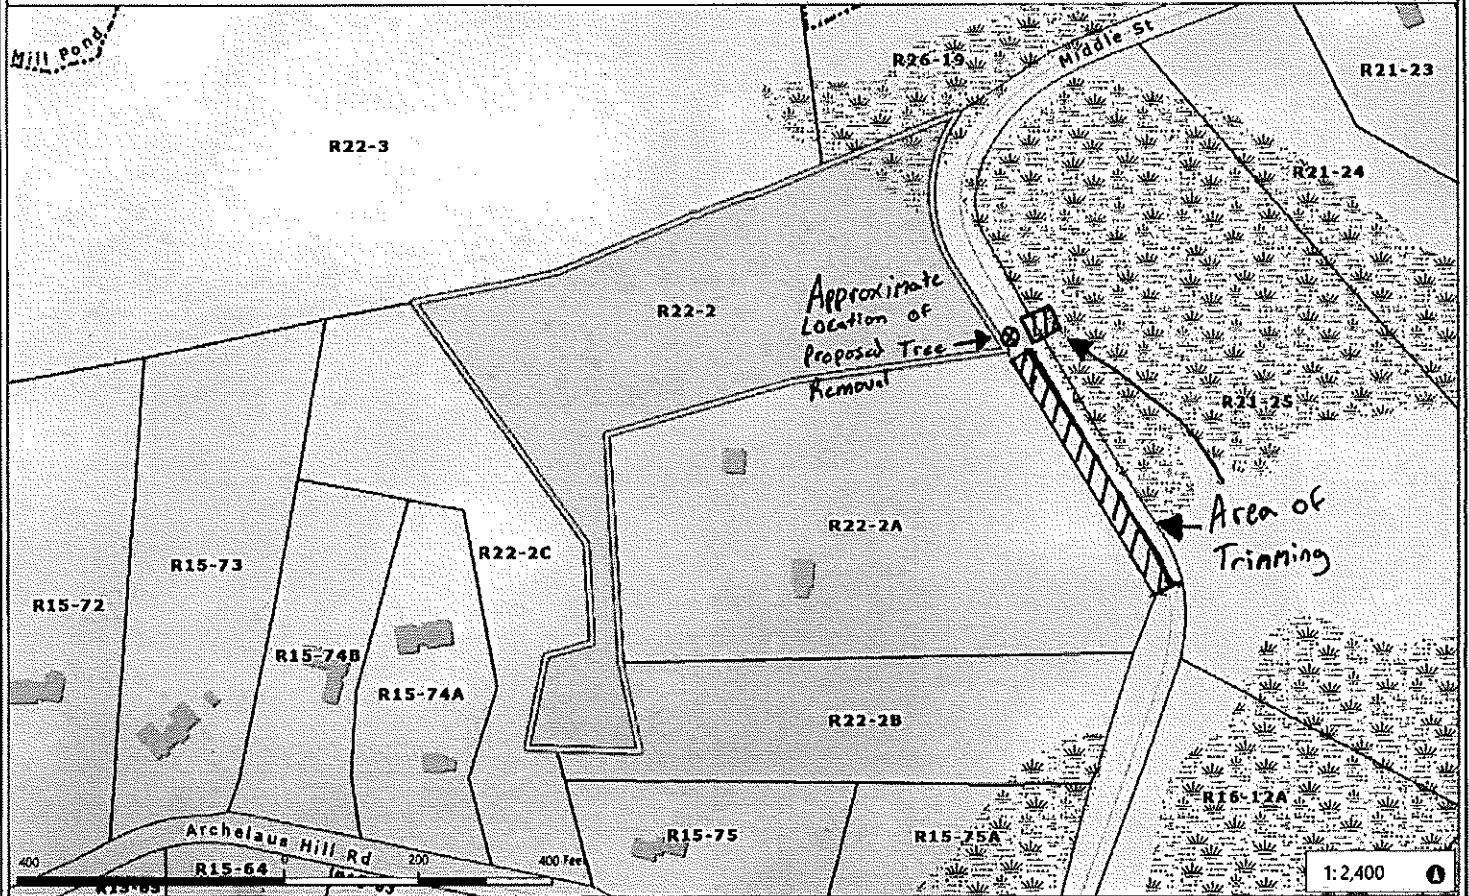 Mill Pond
Middle St
R26-19
R21-23
R22-3
R21-24
R22-2
Approximate
Location of
Proposed Tree
Removal
R21-25
Area of
Trimming
R22-2A
R22-2C
R15-73
R15-72
R15-74B
R15-74A
R22-2B
R16-12A
R15-75
R15-75A
Archelaus Hill Rd
R15-64
400 0 200 400 Feet
1:2,400